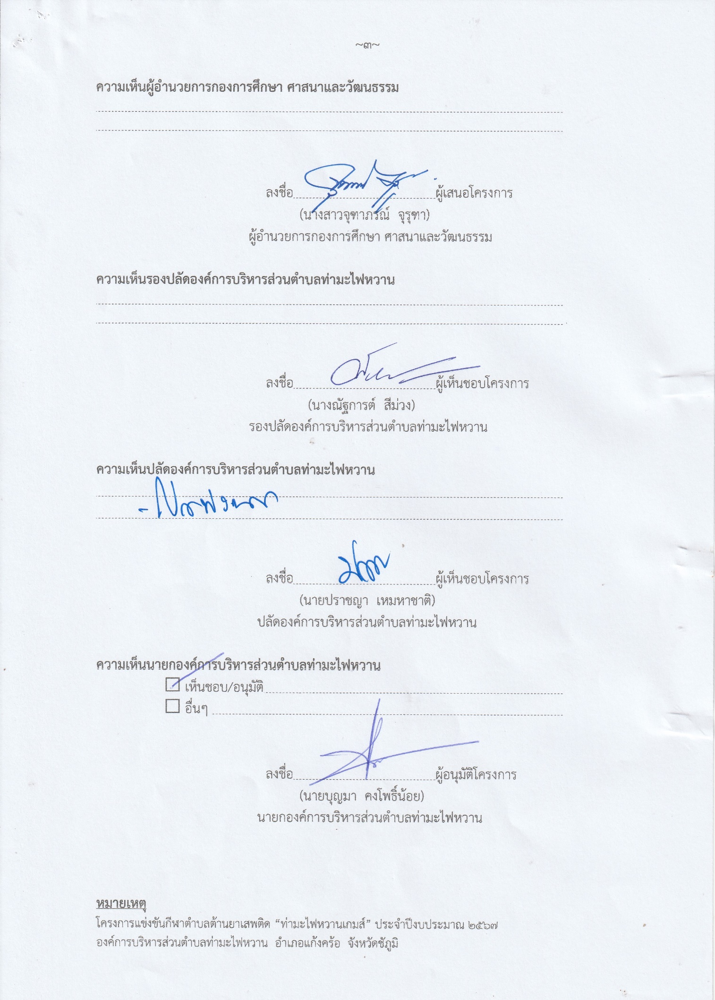 ~๓~
ความเห็นผู้อำนวยการกองการศึกษา ศาสนาและวัฒนธรรม
ลงชื่อ ผู้เสนอโครงการ
(นางสาวจุฑาภรณ์ จุรุฑา)
ผู้อำนวยการกองการศึกษา ศาสนาและวัฒนธรรม
ความเห็นรองปลัดองค์การบริหารส่วนตำบลท่ามะไฟหวาน
ลงชื่อ ผู้เห็นชอบโครงการ
(นางณัฐการต์ สีม่วง)
รองปลัดองค์การบริหารส่วนตำบลท่ามะไฟหวาน
ความเห็นปลัดองค์การบริหารส่วนตำบลท่ามะไฟหวาน
ลงชื่อ ผู้เห็นชอบโครงการ
(นายปราชญา เหมหาชาติ)
ปลัดองค์การบริหารส่วนตำบลท่ามะไฟหวาน
ความเห็นนายกองค์การบริหารส่วนตำบลท่ามะไฟหวาน
เห็นชอบ/อนุมัติ
อื่นๆ
ลงชื่อ ผู้อนุมัติโครงการ
(นายบุญมา คงโพธิ์น้อย)
นายกองค์การบริหารส่วนตำบลท่ามะไฟหวาน
หมายเหตุ
โครงการแข่งขันกีฬาตำบลต้านยาเสพติด “ท่ามะไฟหวานเกมส์” ประจำปีงบประมาณ ๒๕๖๗
องค์การบริหารส่วนตำบลท่ามะไฟหวาน อำเภอแก้งคร้อ จังหวัดชัภูมิ